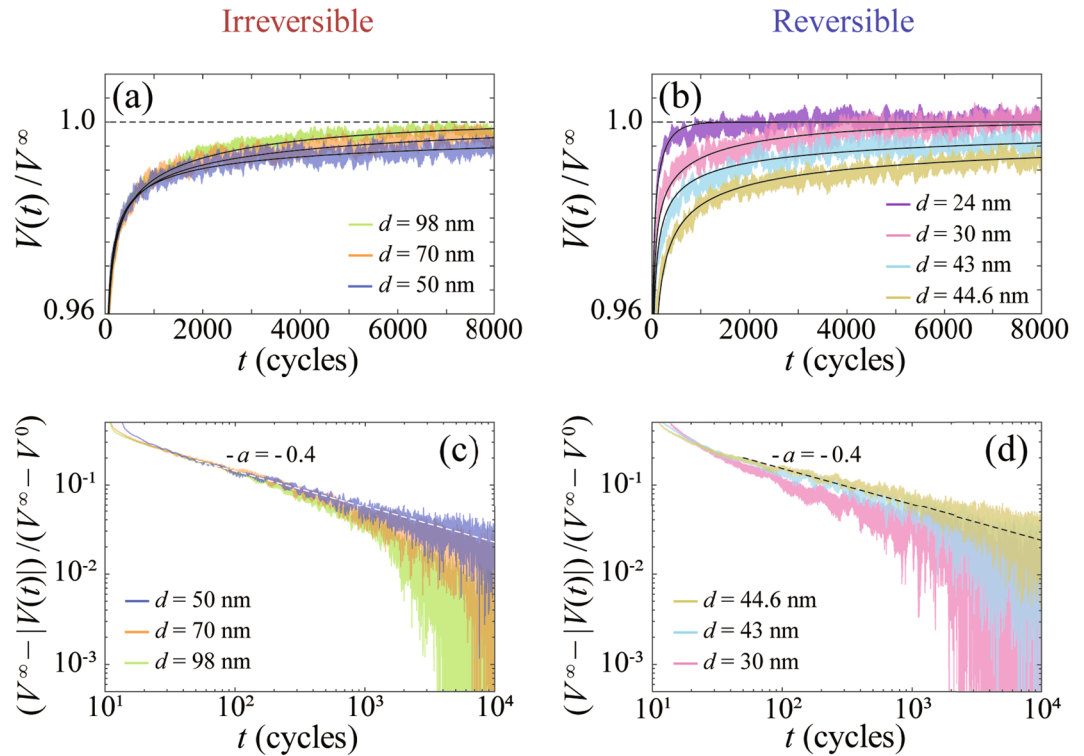 Irreversible
Reversible
(a)
1.0
0.96
V(t)/V^∞
d = 98 nm
d = 70 nm
d = 50 nm
0 2000 4000 6000 8000
t (cycles)
(b)
1.0
0.96
V(t)/V^∞
d = 24 nm
d = 30 nm
d = 43 nm
d = 44.6 nm
0 2000 4000 6000 8000
t (cycles)
(c)
-a = -0.4
10^-1
10^-2
10^-3
(V^∞ − |V(t)|)/(V^∞ − V^0)
d = 50 nm
d = 70 nm
d = 98 nm
10^1 10^2 10^3 10^4
t (cycles)
(d)
-a = -0.4
10^-1
10^-2
10^-3
(V^∞ − |V(t)|)/(V^∞ − V^0)
d = 44.6 nm
d = 43 nm
d = 30 nm
10^1 10^2 10^3 10^4
t (cycles)